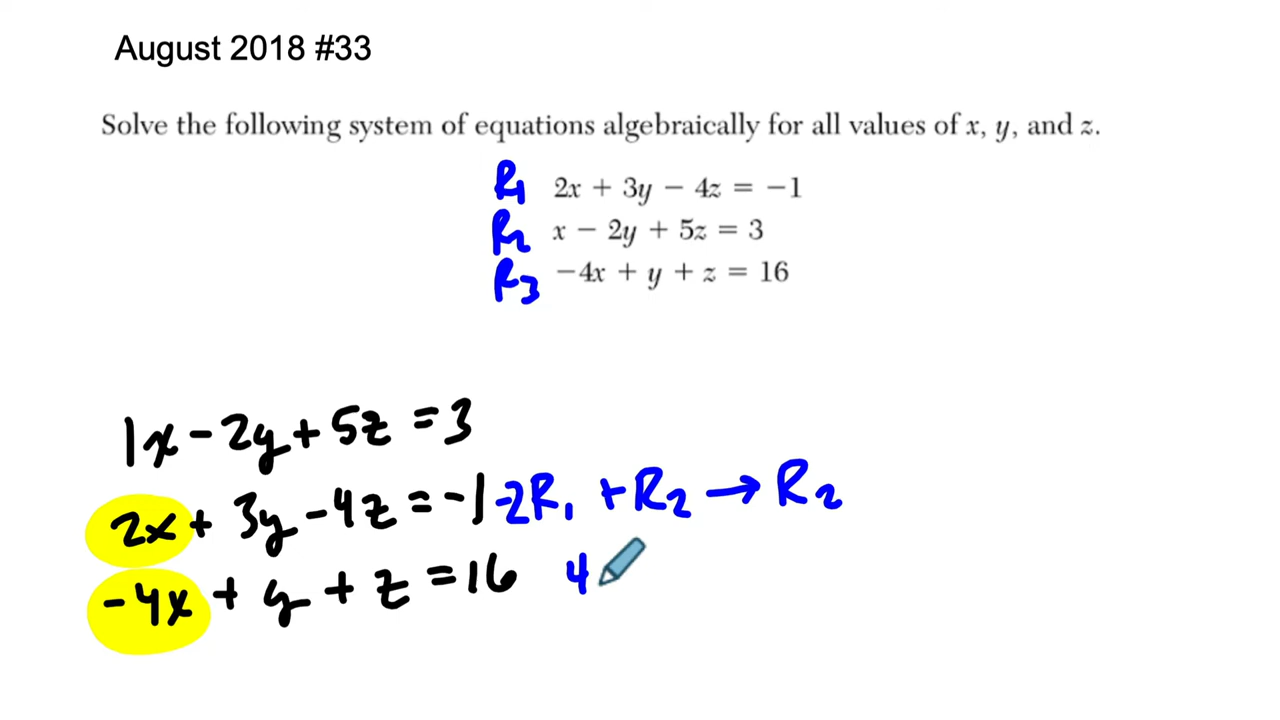 August 2018 #33
Solve the following system of equations algebraically for all values of x, y, and z.
R1 2x + 3y − 4z = −1
R2 x − 2y + 5z = 3
R3 −4x + y + z = 16
1x - 2y + 5z = 3
2x + 3y - 4z = -1 -2R1 + R2 → R2
-4x + y + z = 16 4